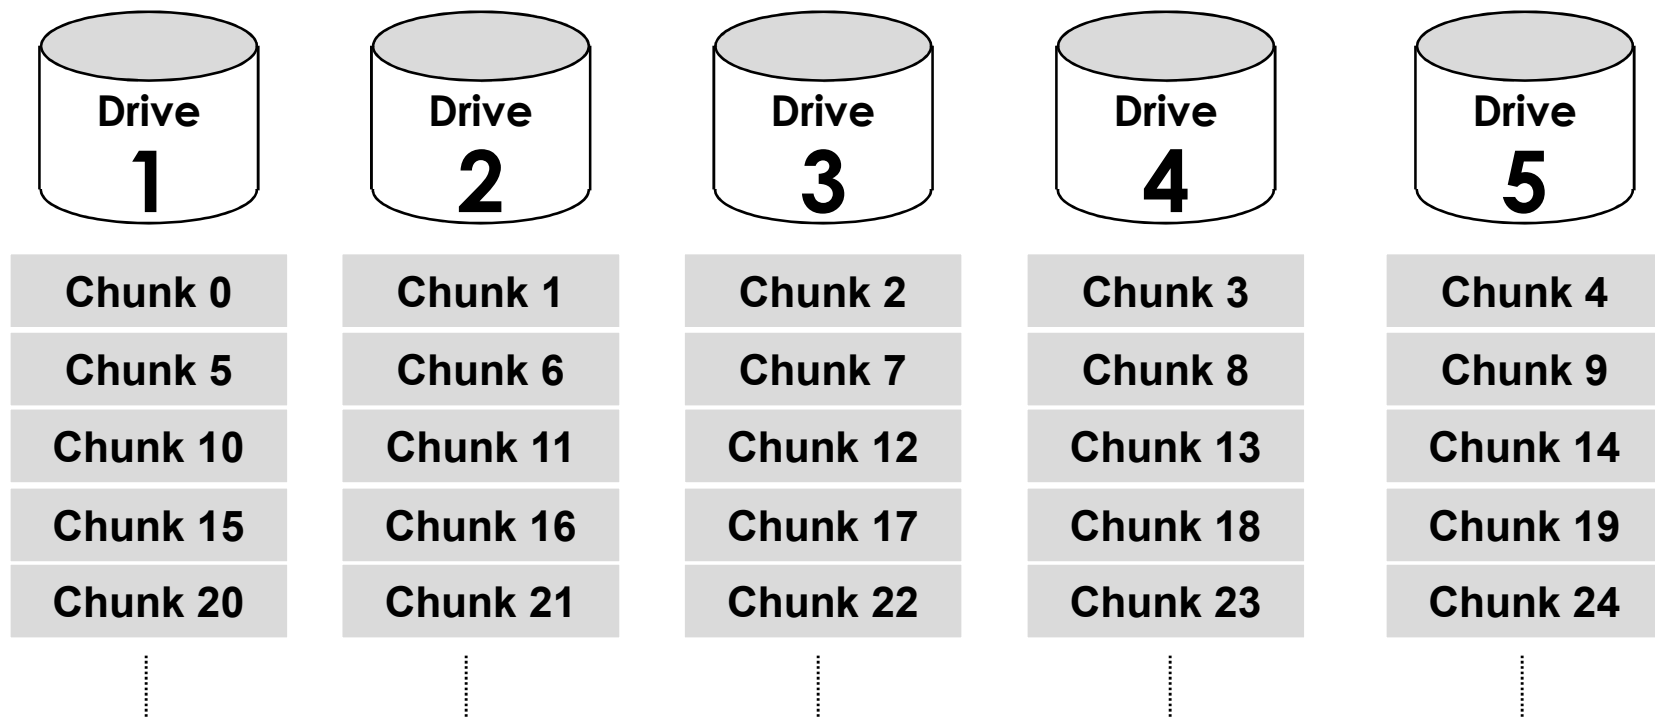 Drive
1
Drive
2
Drive
3
Drive
4
Drive
5
Chunk 0
Chunk 1
Chunk 2
Chunk 3
Chunk 4
Chunk 5
Chunk 6
Chunk 7
Chunk 8
Chunk 9
Chunk 10
Chunk 11
Chunk 12
Chunk 13
Chunk 14
Chunk 15
Chunk 16
Chunk 17
Chunk 18
Chunk 19
Chunk 20
Chunk 21
Chunk 22
Chunk 23
Chunk 24